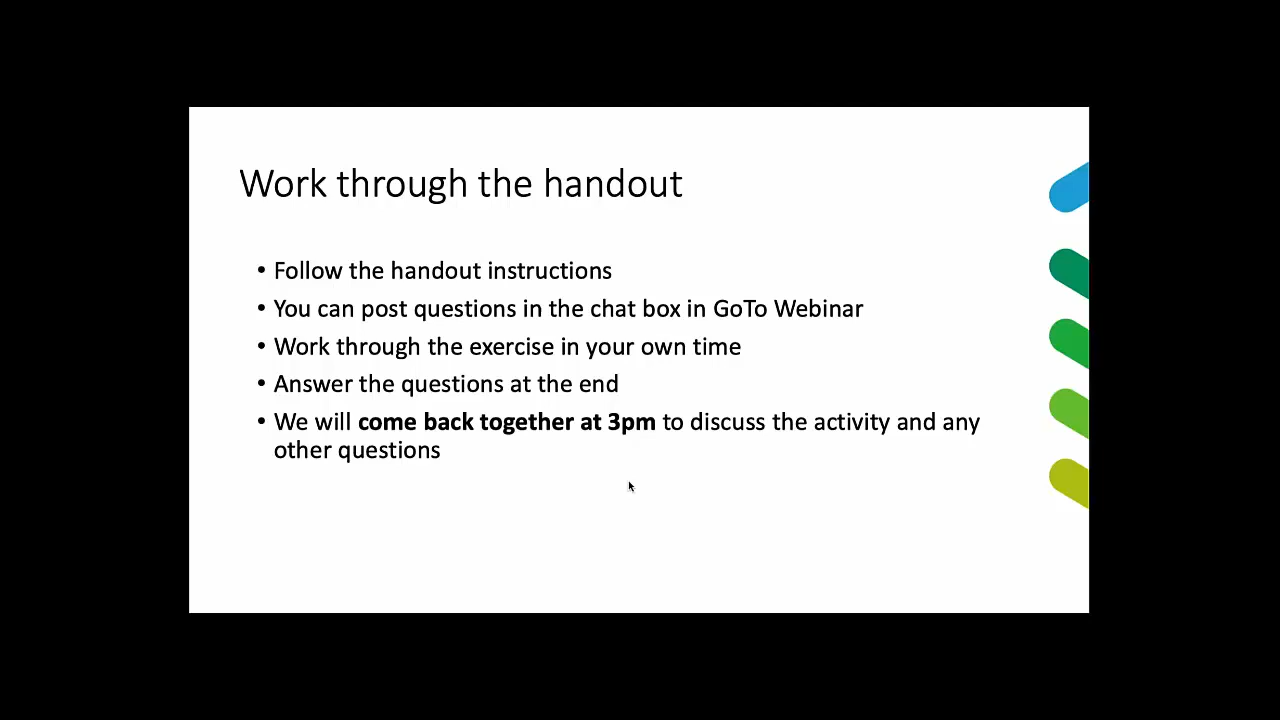 Work through the handout
• Follow the handout instructions
• You can post questions in the chat box in GoTo Webinar
• Work through the exercise in your own time
• Answer the questions at the end
• We will come back together at 3pm to discuss the activity and any
other questions